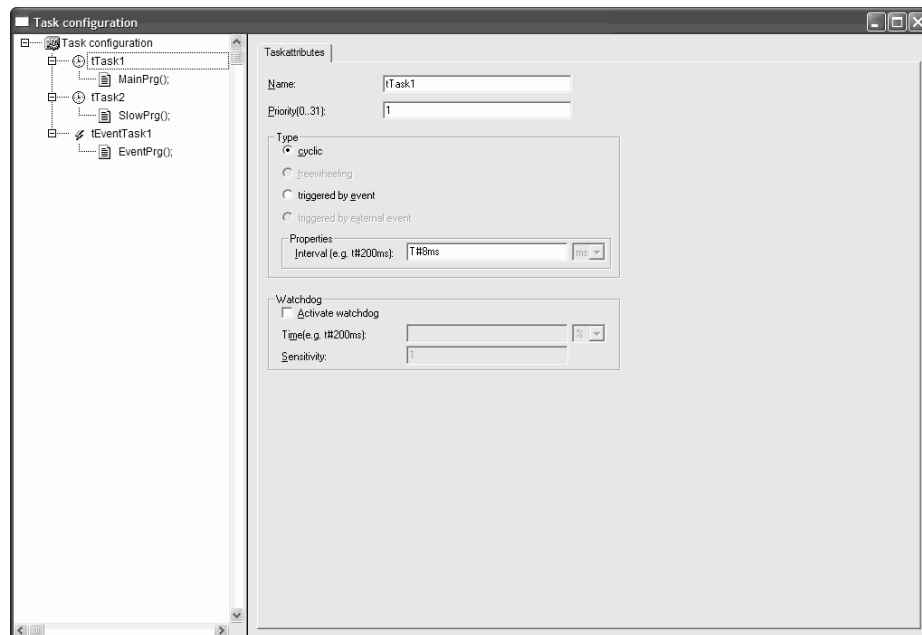 Task configuration
Task configuration
tTask1
MainPrg();
tTask2
SlowPrg();
tEventTask1
EventPrg();
Taskattributes
Name: tTask1
Priority(0..31): 1
Type
cyclic
freewheeling
triggered by event
triggered by external event
Properties
Interval (e.g. t#200ms): T#8ms ms
Watchdog
Activate watchdog
Time(e.g. t#200ms): %
Sensitivity: 1